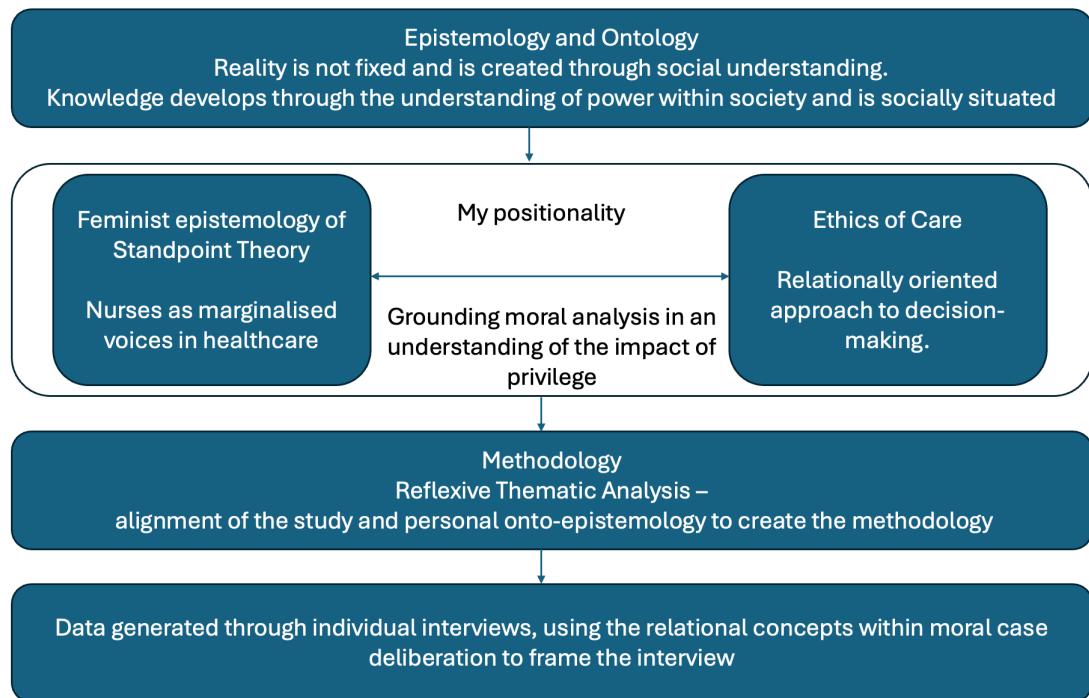 Epistemology and Ontology
Reality is not fixed and is created through social understanding.
Knowledge develops through the understanding of power within society and is socially situated
Feminist epistemology of
Standpoint Theory
Nurses as marginalised
voices in healthcare
My positionality
Grounding moral analysis in an
understanding of the impact of
privilege
Ethics of Care
Relationally oriented
approach to decision-
making.
Methodology
Reflexive Thematic Analysis –
alignment of the study and personal onto-epistemology to create the methodology
Data generated through individual interviews, using the relational concepts within moral case
deliberation to frame the interview